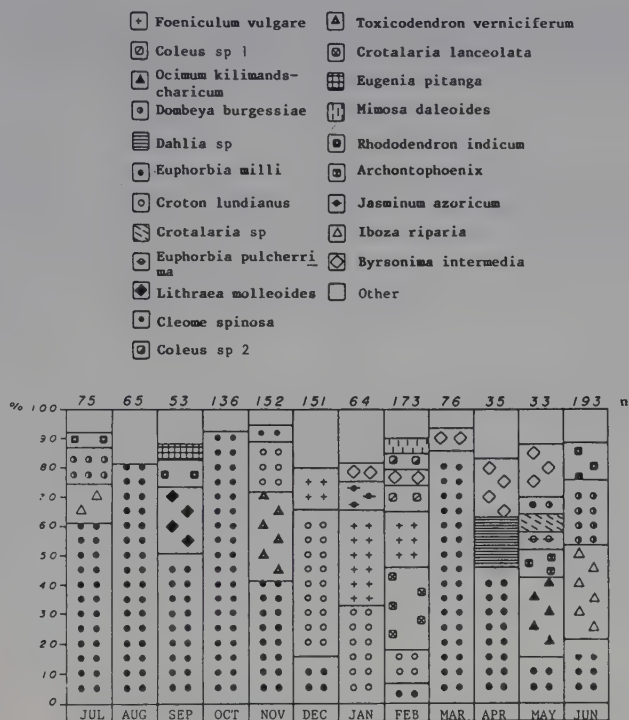 Foeniculum vulgare
Coleus sp 1
Ocimum kilimands-
charicum
Dombeya burgessiae
Dahlia sp
Euphorbia milli
Croton lundianus
Crotalaria sp
Euphorbia pulcherri
ma
Lithraea molleoides
Cleome spinosa
Coleus sp 2
Toxicodendron verniciferum
Crotalaria lanceolata
Eugenia pitanga
Mimosa daleoides
Rhododendron indicum
Archontophoenix
Jasminum azoricum
Iboza riparia
Byrsonima intermedia
Other
% 100 75 65 53 136 152 151 64 173 76 35 33 193 n
90
80
70
60
50
40
30
20
10
0
JUL AUG SEP OCT NOV DEC JAN FEB MAR APR MAY JUN